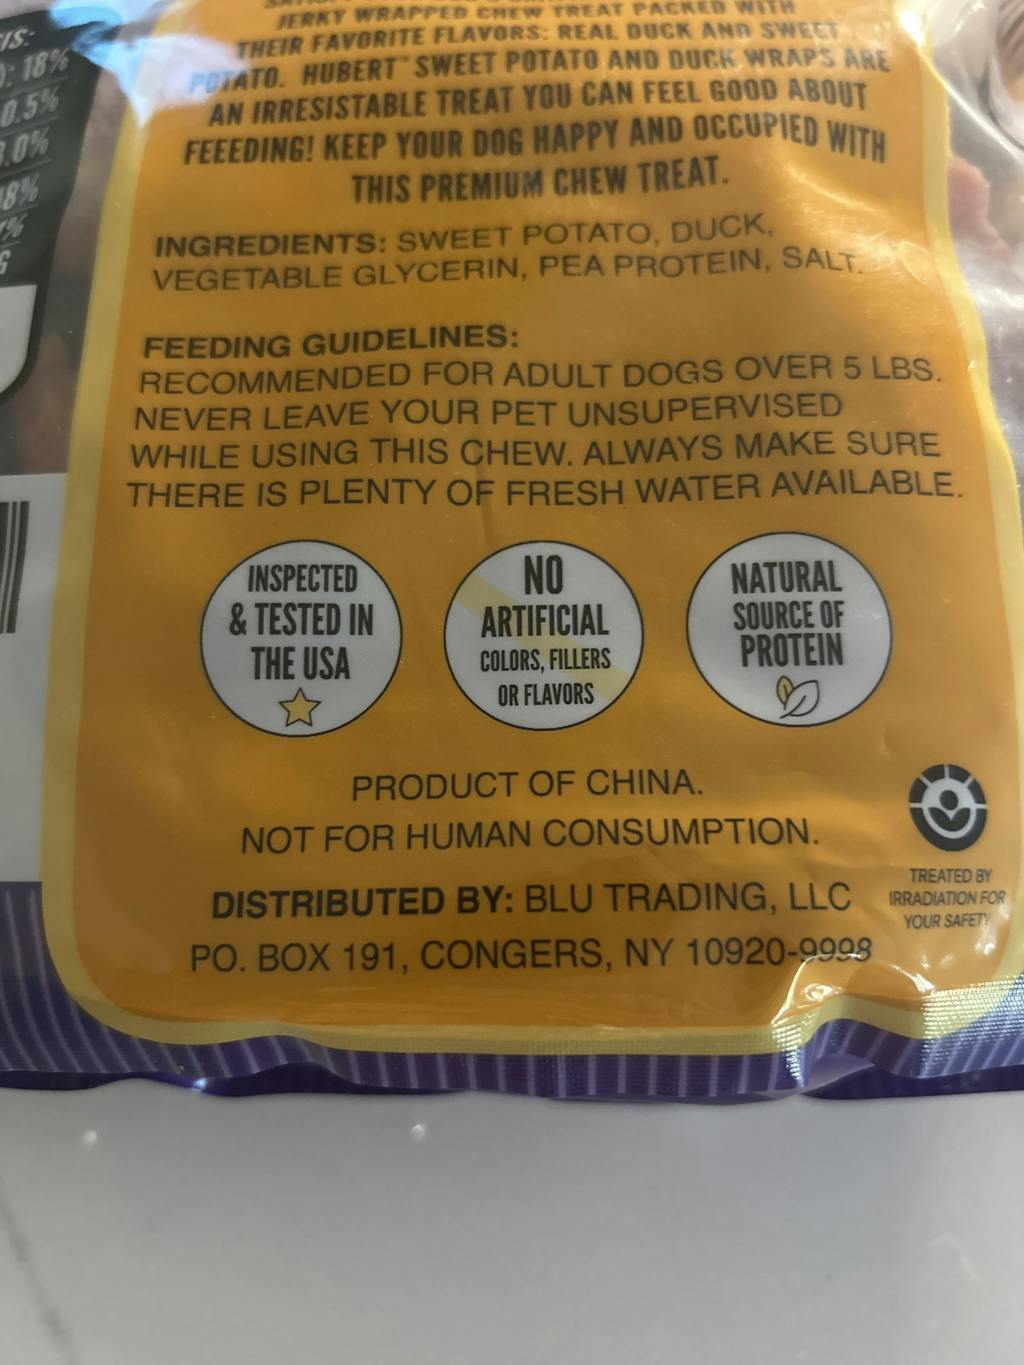 JERKY WRAPPED CHEW TREAT PACKED WITH
THEIR FAVORITE FLAVORS: REAL DUCK AND SWEET
POTATO. HUBERT™ SWEET POTATO AND DUCK WRAPS ARE
AN IRRESISTABLE TREAT YOU CAN FEEL GOOD ABOUT
FEEEDING! KEEP YOUR DOG HAPPY AND OCCUPIED WITH
THIS PREMIUM CHEW TREAT.
INGREDIENTS: SWEET POTATO, DUCK,
VEGETABLE GLYCERIN, PEA PROTEIN, SALT.
FEEDING GUIDELINES:
RECOMMENDED FOR ADULT DOGS OVER 5 LBS.
NEVER LEAVE YOUR PET UNSUPERVISED
WHILE USING THIS CHEW. ALWAYS MAKE SURE
THERE IS PLENTY OF FRESH WATER AVAILABLE.
INSPECTED
& TESTED IN
THE USA
NO
ARTIFICIAL
COLORS, FILLERS
OR FLAVORS
NATURAL
SOURCE OF
PROTEIN
PRODUCT OF CHINA.
NOT FOR HUMAN CONSUMPTION.
DISTRIBUTED BY: BLU TRADING, LLC
PO. BOX 191, CONGERS, NY 10920-9998
TREATED BY
IRRADIATION FOR
YOUR SAFETY
18%
0.5%